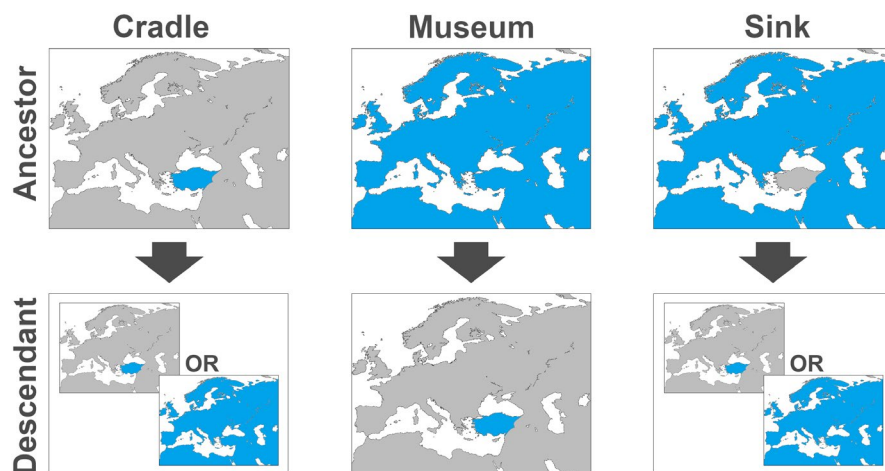 Cradle
Museum
Sink
Ancestor
Descendant
OR
OR